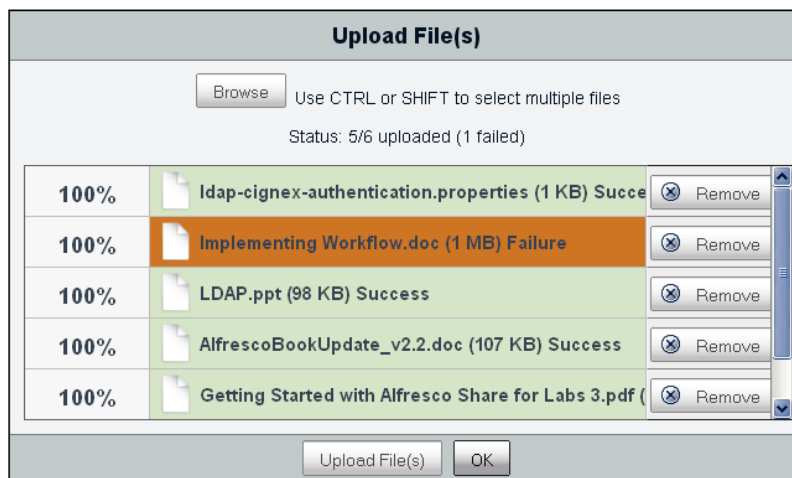 Upload File(s)
Browse Use CTRL or SHIFT to select multiple files
Status: 5/6 uploaded (1 failed)
100% ldap-cignex-authentication.properties (1 KB) Succe Remove
100% Implementing Workflow.doc (1 MB) Failure Remove
100% LDAP.ppt (98 KB) Success Remove
100% AlfrescoBookUpdate_v2.2.doc (107 KB) Success Remove
100% Getting Started with Alfresco Share for Labs 3.pdf ( Remove
Upload File(s) OK